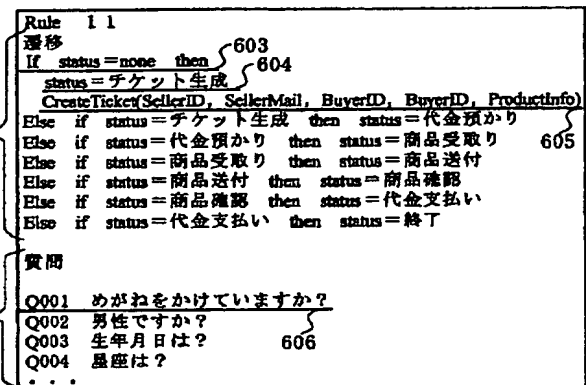 Rule 11
遷移
If status=none then 603
status=チケット生成 604
CreateTicket(SellerID, SellerMail, BuyerID, BuyerID, ProductInfo)
Else if status=チケット生成 then status=代金預かり
Else if status=代金預かり then status=商品受取り 605
Else if status=商品受取り then status=商品送付
Else if status=商品送付 then status=商品確認
Else if status=商品確認 then status=代金支払い
Else if status=代金支払い then status=終了
質問
Q001 めがねをかけていますか?
Q002 男性ですか?
Q003 生年月日は? 606
Q004 星座は?
・・・